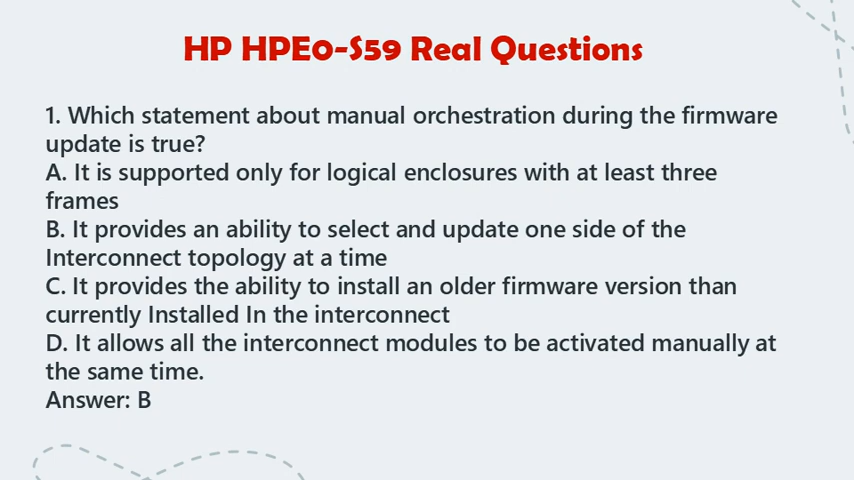 HP HPE0-S59 Real Questions
1. Which statement about manual orchestration during the firmware
update is true?
A. It is supported only for logical enclosures with at least three
frames
B. It provides an ability to select and update one side of the
Interconnect topology at a time
C. It provides the ability to install an older firmware version than
currently Installed In the interconnect
D. It allows all the interconnect modules to be activated manually at
the same time.
Answer: B